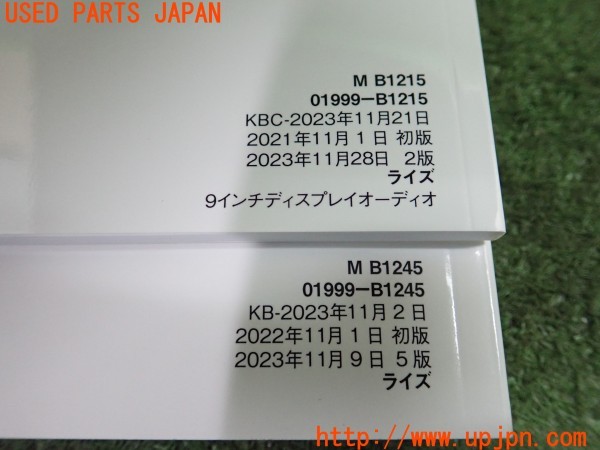 USED PARTS JAPAN
M B1215
01999-B1215
KBC-2023年11月21日
2021年11月 1日 初版
2023年11月28日 2版
ライズ
9インチディスプレイオーディオ
M B1245
01999-B1245
KB-2023年11月 2日
2022年11月 1日 初版
2023年11月 9日 5版
ライズ
http://www.upjpn.com